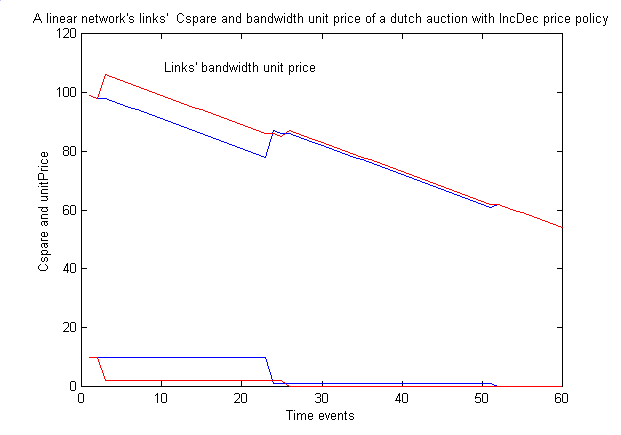 A linear network's links' Cspare and bandwidth unit price of a dutch auction with IncDec price policy
120
Links' bandwidth unit price
100
80
60
40
20
0
Cspare and unitPrice
0 10 20 30 40 50 60
Time events